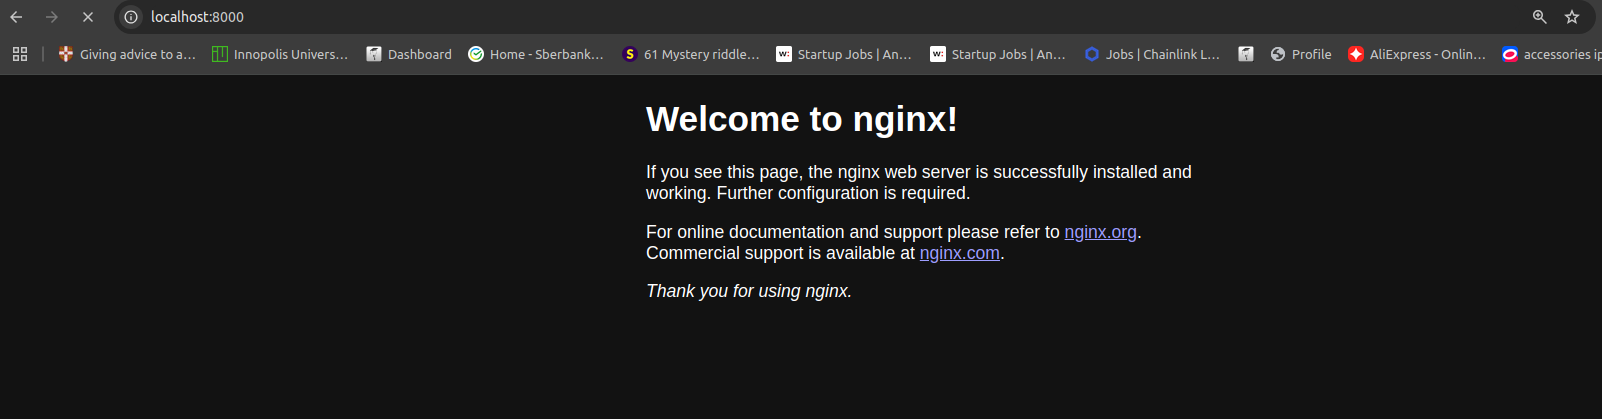 localhost:8000
Giving advice to a... Innopolis Univers... Dashboard Home - Sberbank... S 61 Mystery riddle... w: Startup Jobs | An... w: Startup Jobs | An... Jobs | Chainlink L... Profile AliExpress - Onlin... accessories ip
Welcome to nginx!
If you see this page, the nginx web server is successfully installed and
working. Further configuration is required.
For online documentation and support please refer to nginx.org.
Commercial support is available at nginx.com.
Thank you for using nginx.